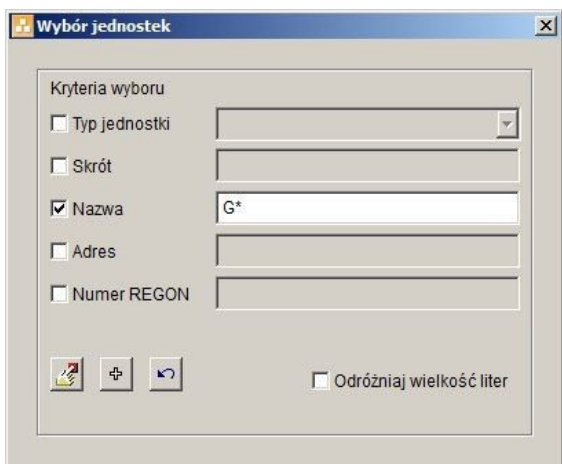 Wybór jednostek
Kryteria wyboru
Typ jednostki
Skrót
Nazwa G*
Adres
Numer REGON
Odróżniaj wielkość liter